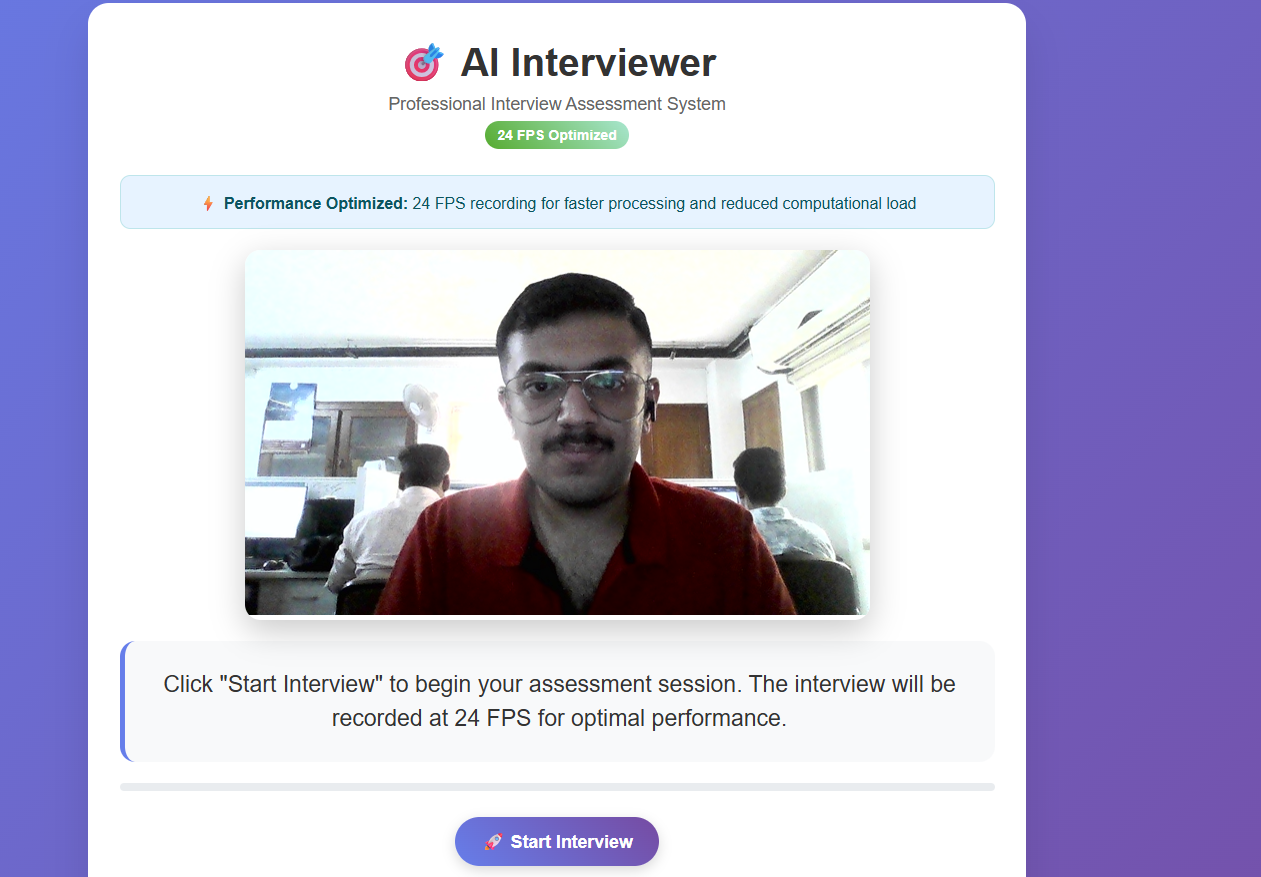 AI Interviewer
Professional Interview Assessment System
24 FPS Optimized
Performance Optimized: 24 FPS recording for faster processing and reduced computational load
Click "Start Interview" to begin your assessment session. The interview will be
recorded at 24 FPS for optimal performance.
Start Interview